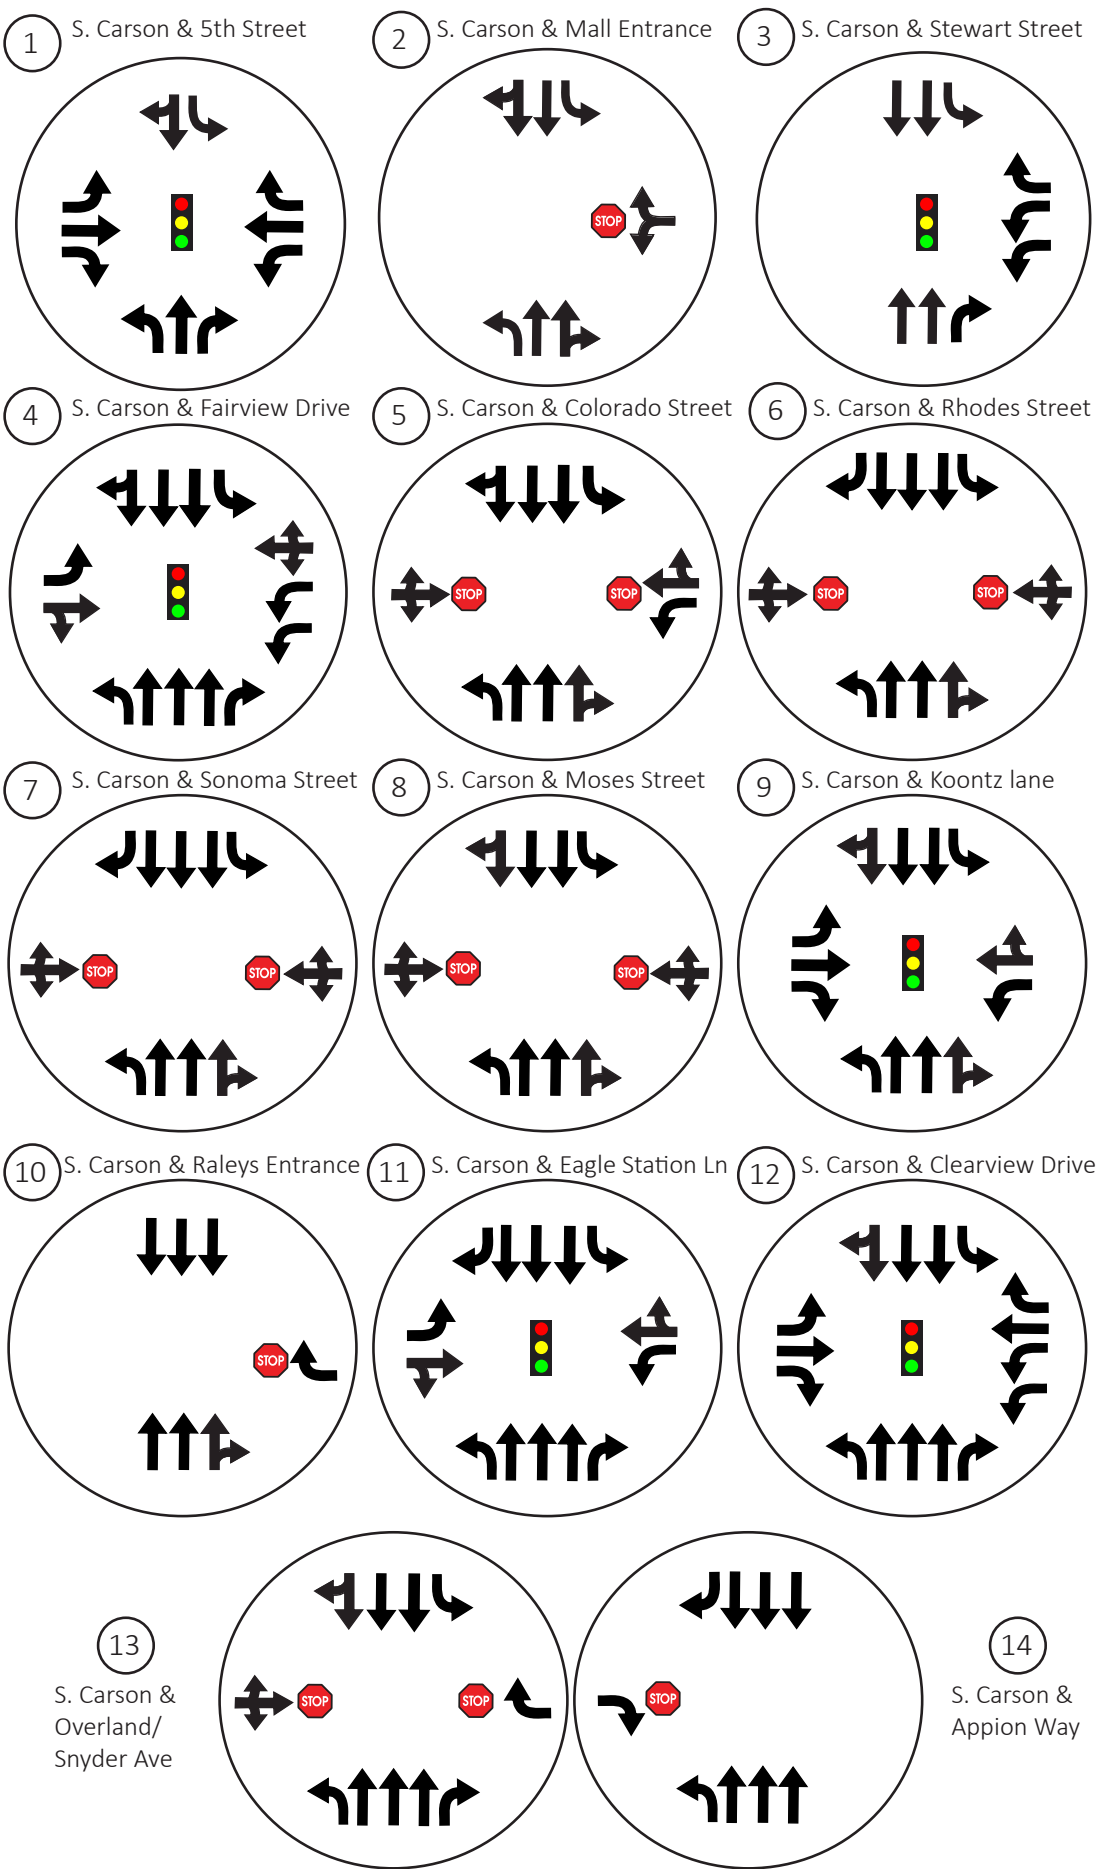 1 S. Carson & 5th Street
2 S. Carson & Mall Entrance
STOP
3 S. Carson & Stewart Street
4 S. Carson & Fairview Drive
5 S. Carson & Colorado Street
STOP STOP
6 S. Carson & Rhodes Street
STOP STOP
7 S. Carson & Sonoma Street
STOP STOP
8 S. Carson & Moses Street
STOP STOP
9 S. Carson & Koontz lane
10 S. Carson & Raleys Entrance
STOP
11 S. Carson & Eagle Station Ln
12 S. Carson & Clearview Drive
13
S. Carson &
Overland/
Snyder Ave
STOP STOP
14
S. Carson &
Appion Way
STOP